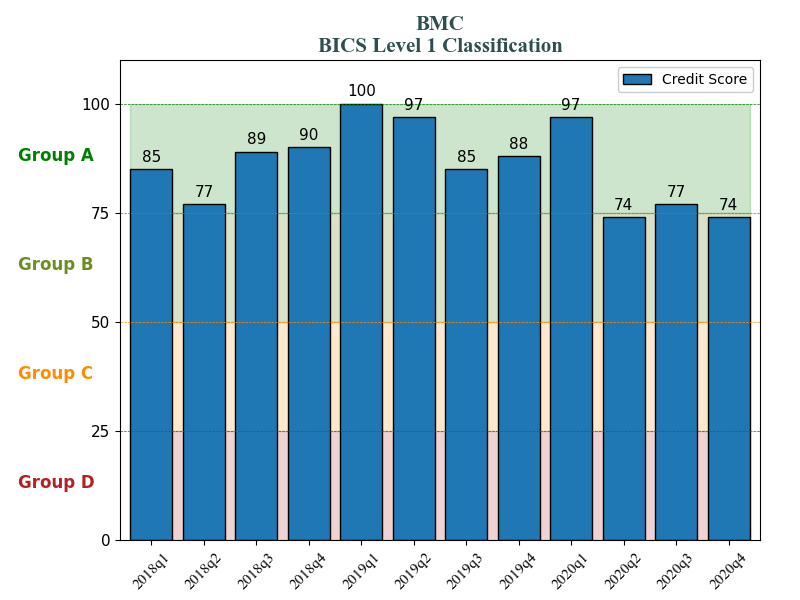 BMC
BICS Level 1 Classification
Credit Score
100
75
50
25
0
Group A
Group B
Group C
Group D
85
77
89
90
100
97
85
88
97
74
77
74
2018q1
2018q2
2018q3
2018q4
2019q1
2019q2
2019q3
2019q4
2020q1
2020q2
2020q3
2020q4